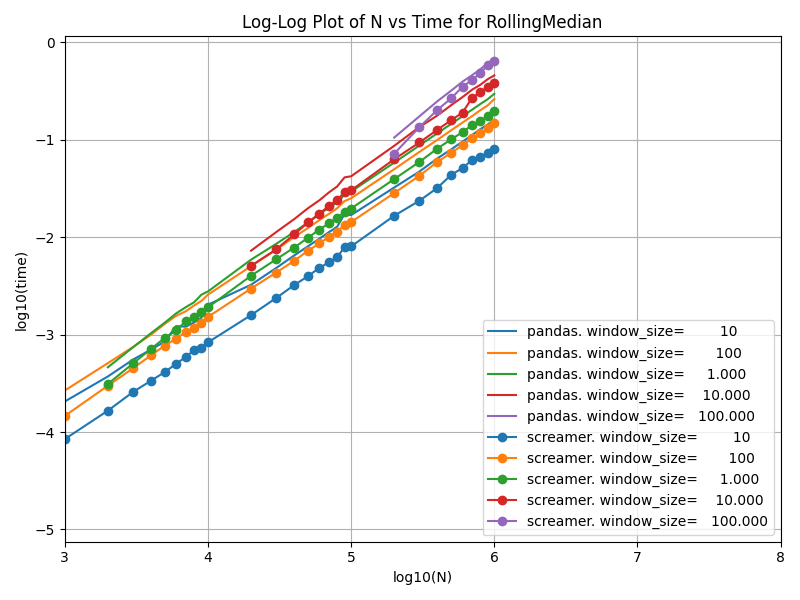 Log-Log Plot of N vs Time for RollingMedian
log10(time)
0
−1
−2
−3
−4
−5
pandas. window_size= 10
pandas. window_size= 100
pandas. window_size= 1.000
pandas. window_size= 10.000
pandas. window_size= 100.000
screamer. window_size= 10
screamer. window_size= 100
screamer. window_size= 1.000
screamer. window_size= 10.000
screamer. window_size= 100.000
3 4 5 6 7 8
log10(N)